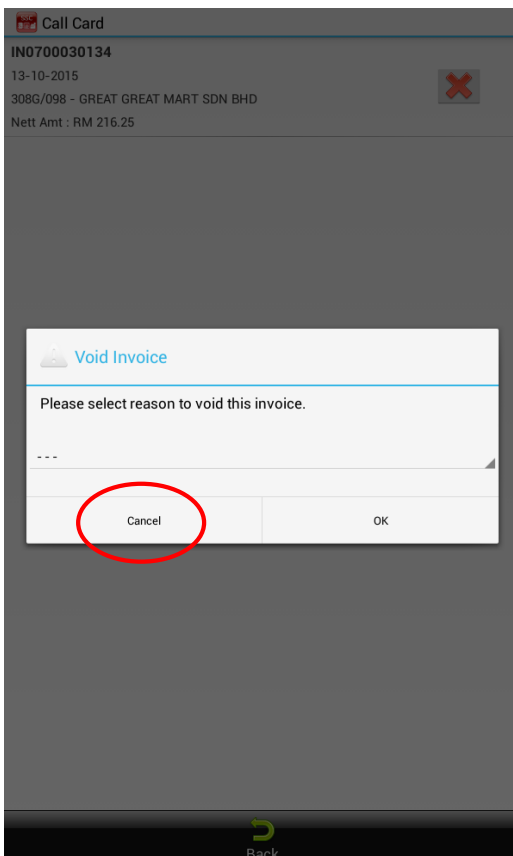 Call Card
IN0700030134
13-10-2015
308G/098 - GREAT GREAT MART SDN BHD
Nett Amt : RM 216.25
Void Invoice
Please select reason to void this invoice.
---
Cancel OK
Back